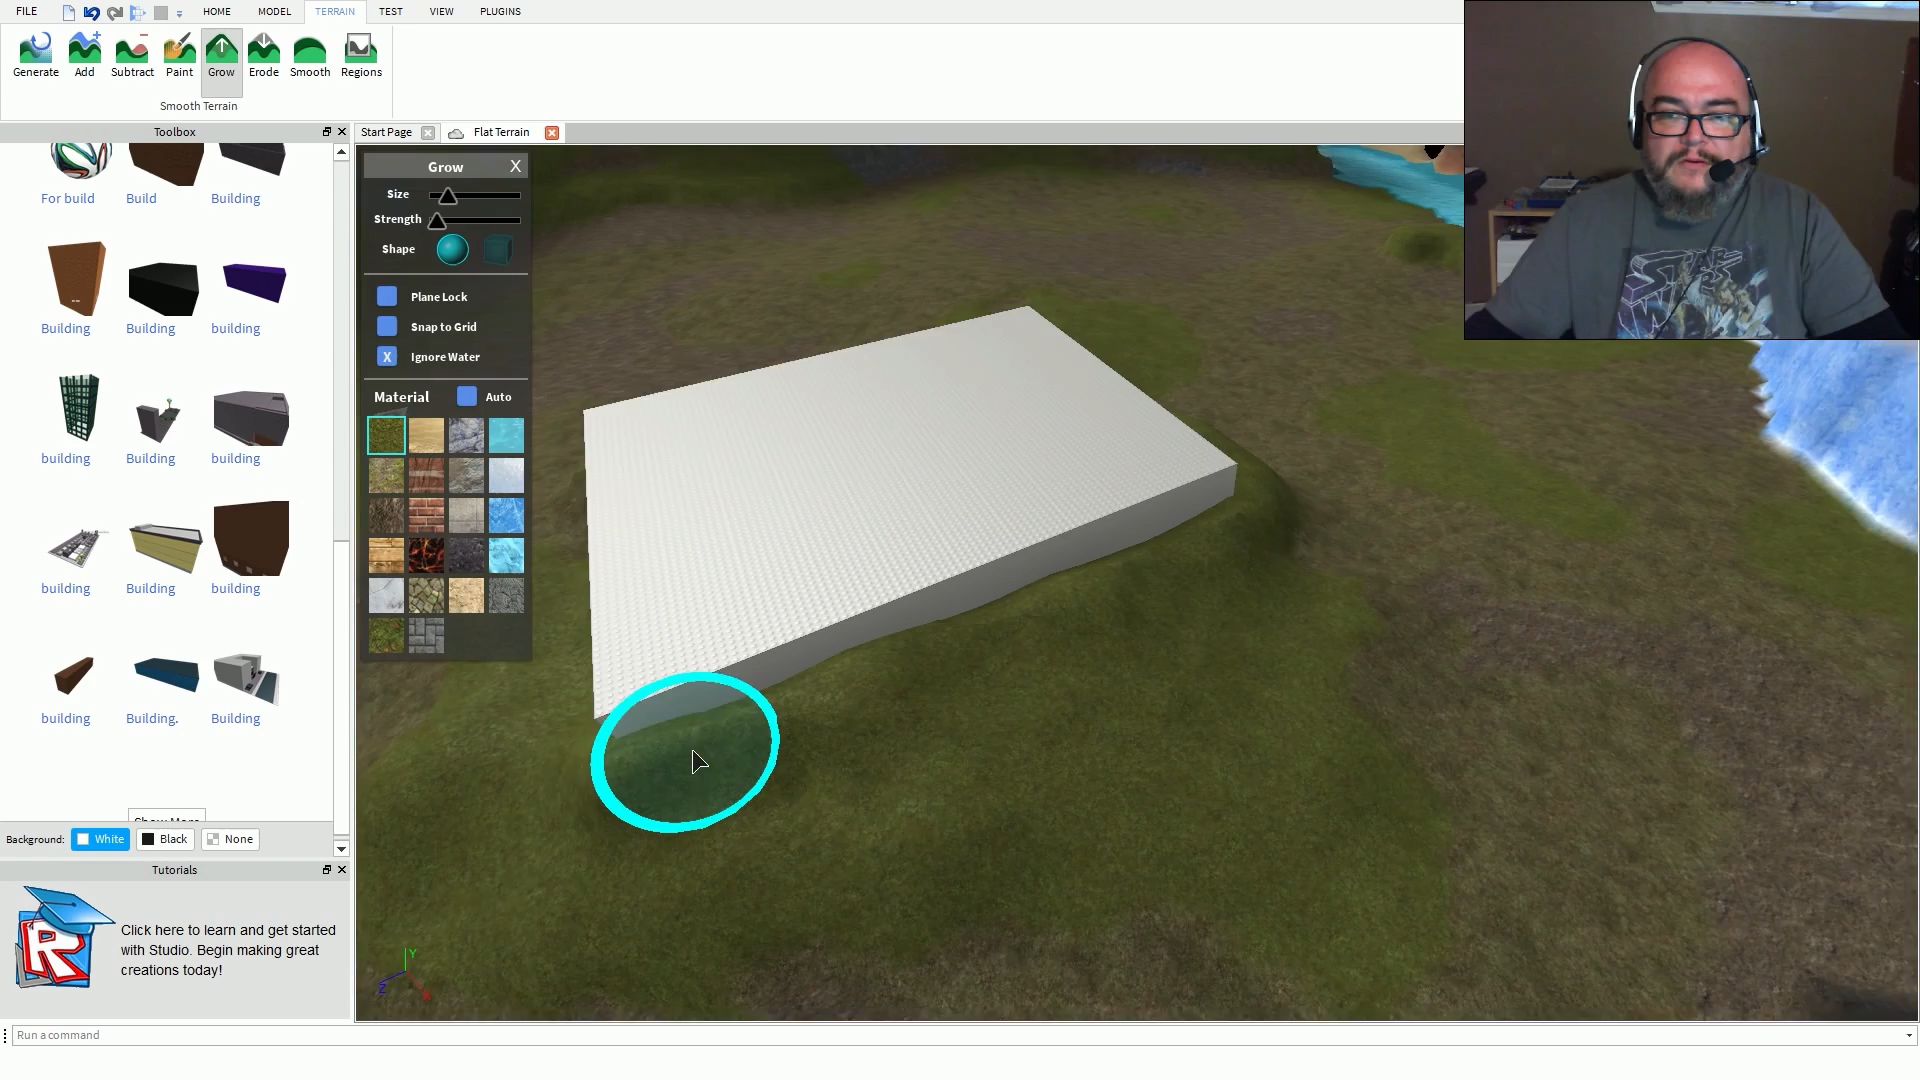 FILE
HOME
MODEL
TERRAIN
TEST
VIEW
PLUGINS
Generate
Add
Subtract
Paint
Grow
Erode
Smooth
Regions
Smooth Terrain
Toolbox
Start Page
Flat Terrain
For build
Build
Building
Building
Building
building
building
Building
building
building
Building
building
building
Building.
Building
Show More
Background:
White
Black
None
Tutorials
Click here to learn and get started
with Studio. Begin making great
creations today!
Grow
X
Size
Strength
Shape
Plane Lock
Snap to Grid
X
Ignore Water
Material
Auto
Y
Z
X
R
STAR
Run a command